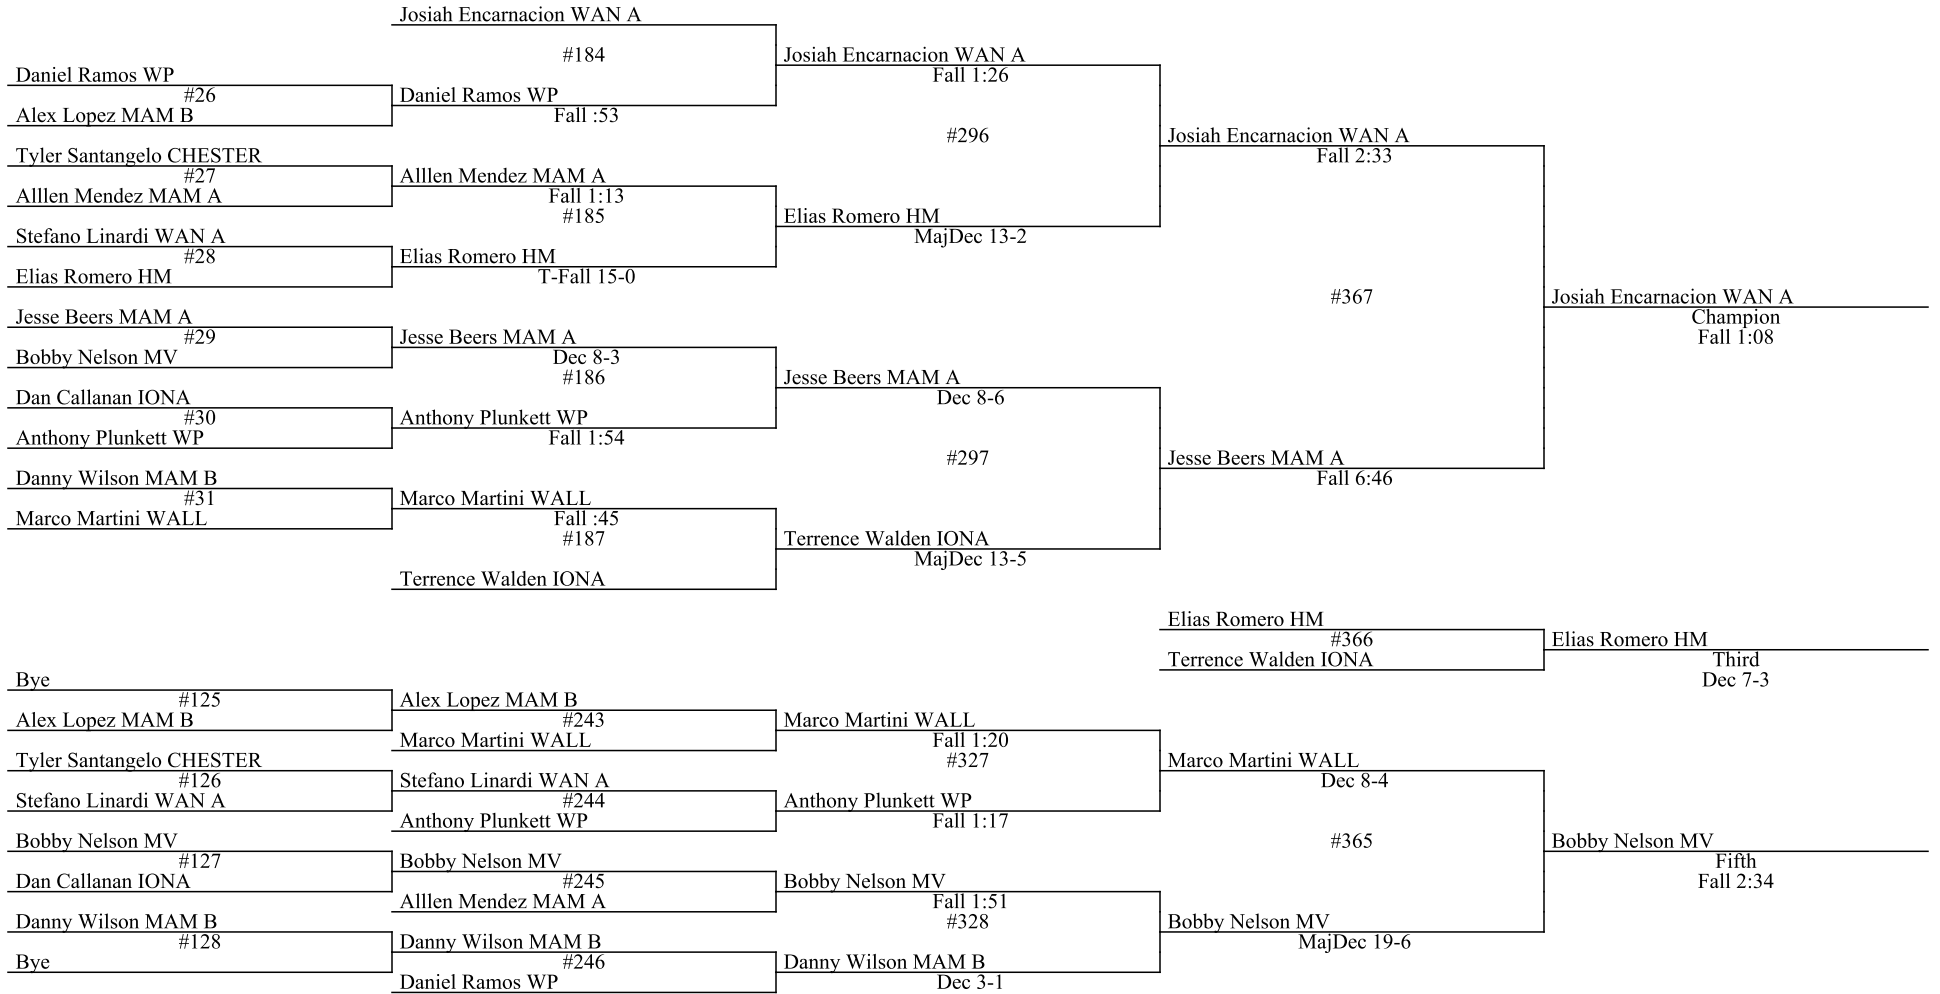 Josiah Encarnacion WAN A
#184
Josiah Encarnacion WAN A
Daniel Ramos WP
Fall 1:26
#26
Daniel Ramos WP
Alex Lopez MAM B
Fall :53
#296
Josiah Encarnacion WAN A
Tyler Santangelo CHESTER
Fall 2:33
#27
Alllen Mendez MAM A
Alllen Mendez MAM A
Fall 1:13
#185
Elias Romero HM
Stefano Linardi WAN A
MajDec 13-2
#28
Elias Romero HM
Elias Romero HM
T-Fall 15-0
#367
Josiah Encarnacion WAN A
Jesse Beers MAM A
Champion
#29
Jesse Beers MAM A
Fall 1:08
Bobby Nelson MV
Dec 8-3
#186
Jesse Beers MAM A
Dan Callanan IONA
Dec 8-6
#30
Anthony Plunkett WP
Anthony Plunkett WP
Fall 1:54
#297
Jesse Beers MAM A
Danny Wilson MAM B
Fall 6:46
#31
Marco Martini WALL
Marco Martini WALL
Fall :45
#187
Terrence Walden IONA
MajDec 13-5
Terrence Walden IONA
Elias Romero HM
#366
Elias Romero HM
Terrence Walden IONA
Third
Dec 7-3
Bye
#125
Alex Lopez MAM B
Alex Lopez MAM B
#243
Marco Martini WALL
Marco Martini WALL
Fall 1:20
Tyler Santangelo CHESTER
#327
Marco Martini WALL
#126
Stefano Linardi WAN A
Dec 8-4
Stefano Linardi WAN A
#244
Anthony Plunkett WP
Anthony Plunkett WP
Fall 1:17
Bobby Nelson MV
#365
Bobby Nelson MV
#127
Bobby Nelson MV
Fifth
Dan Callanan IONA
#245
Bobby Nelson MV
Fall 2:34
Alllen Mendez MAM A
Fall 1:51
Danny Wilson MAM B
#328
Bobby Nelson MV
#128
Danny Wilson MAM B
MajDec 19-6
Bye
#246
Danny Wilson MAM B
Daniel Ramos WP
Dec 3-1